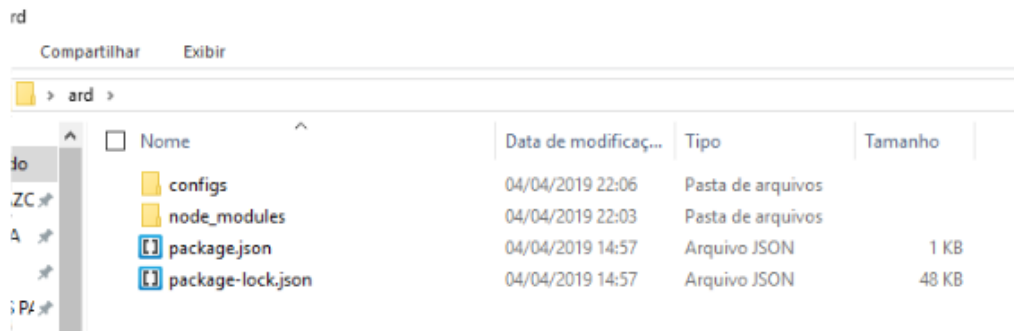 rd
Compartilhar Exibir
> ard >
Nome Data de modificaç... Tipo Tamanho
do
configs 04/04/2019 22:06 Pasta de arquivos
ZC
node_modules 04/04/2019 22:03 Pasta de arquivos
A
package.json 04/04/2019 14:57 Arquivo JSON 1 KB
package-lock.json 04/04/2019 14:57 Arquivo JSON 48 KB